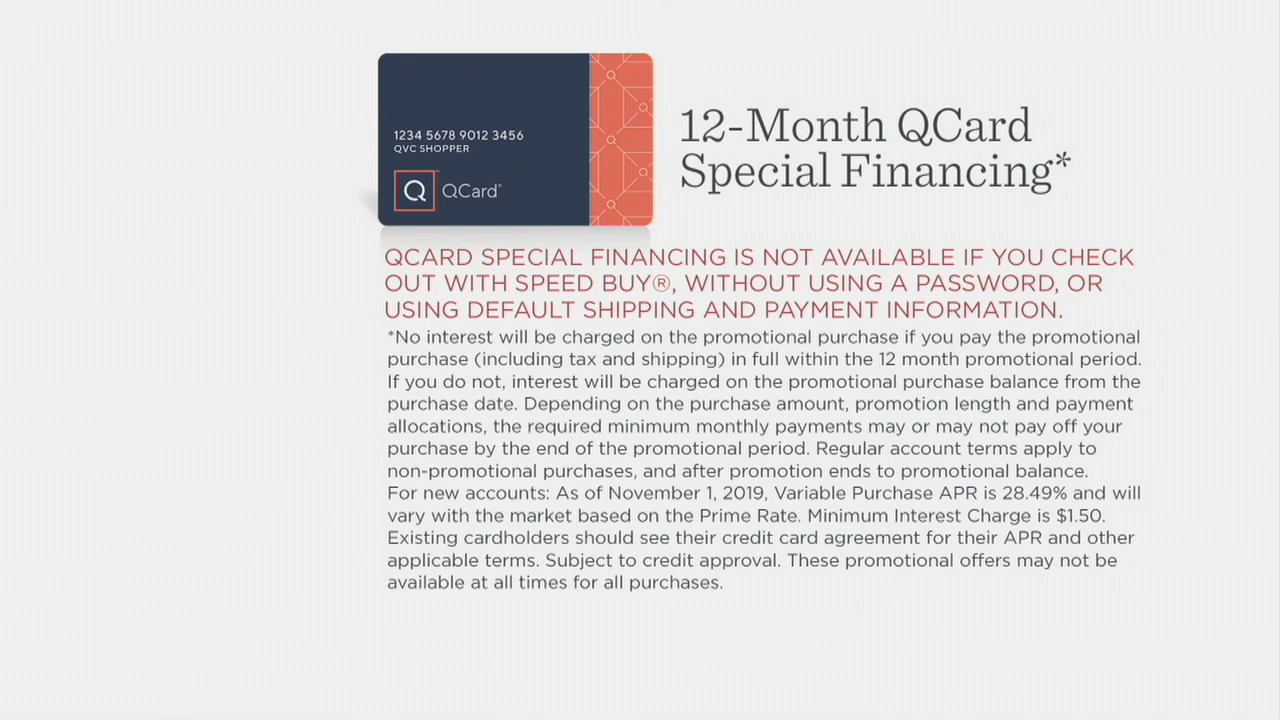 1234 5678 9012 3456
QVC SHOPPER
Q QCard®
12-Month QCard
Special Financing*
QCARD SPECIAL FINANCING IS NOT AVAILABLE IF YOU CHECK
OUT WITH SPEED BUY®, WITHOUT USING A PASSWORD, OR
USING DEFAULT SHIPPING AND PAYMENT INFORMATION.
*No interest will be charged on the promotional purchase if you pay the promotional
purchase (including tax and shipping) in full within the 12 month promotional period.
If you do not, interest will be charged on the promotional purchase balance from the
purchase date. Depending on the purchase amount, promotion length and payment
allocations, the required minimum monthly payments may or may not pay off your
purchase by the end of the promotional period. Regular account terms apply to
non-promotional purchases, and after promotion ends to promotional balance.
For new accounts: As of November 1, 2019, Variable Purchase APR is 28.49% and will
vary with the market based on the Prime Rate. Minimum Interest Charge is $1.50.
Existing cardholders should see their credit card agreement for their APR and other
applicable terms. Subject to credit approval. These promotional offers may not be
available at all times for all purchases.